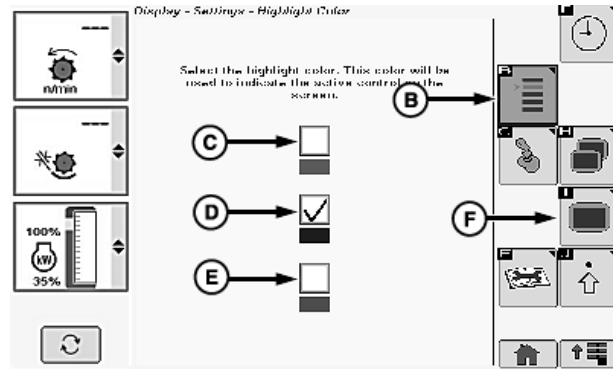 Display - Settings - Highlight Color
---
n/min
---
100%
kW
35%
Select the highlight color. This color will be
used to indicate the active control on the
screen.
B
C
D
E
F
F
B
C
H
I
E
J